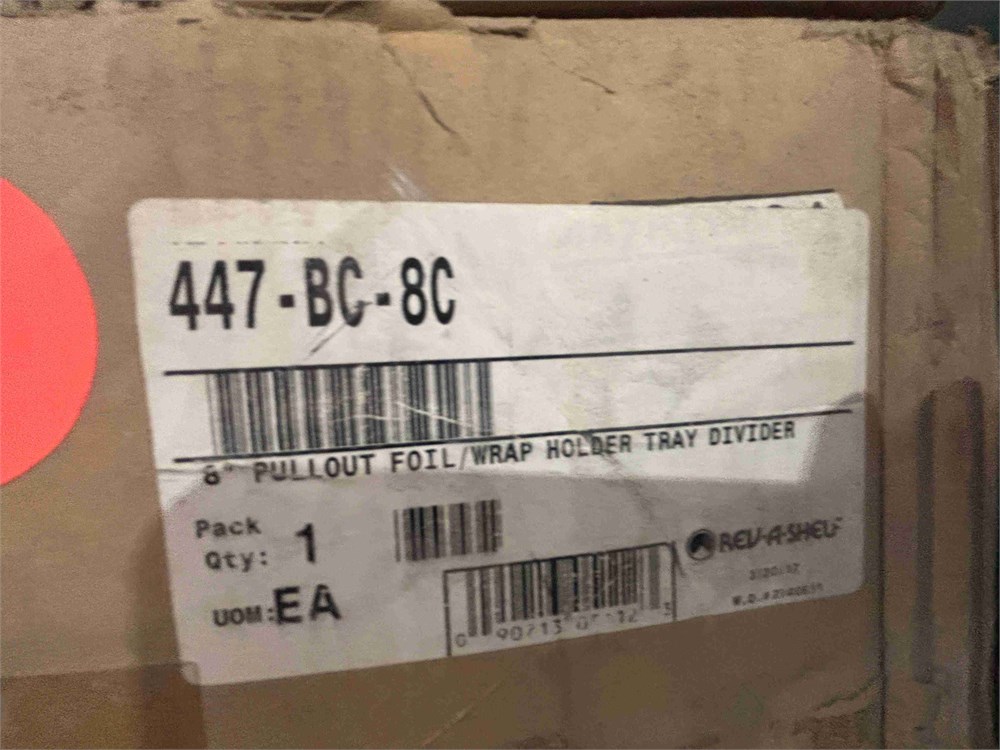 447-BC-8C
8" PULLOUT FOIL/WRAP HOLDER TRAY DIVIDER
Pack
Qty: 1
UOM:EA
REV-A-SHELF